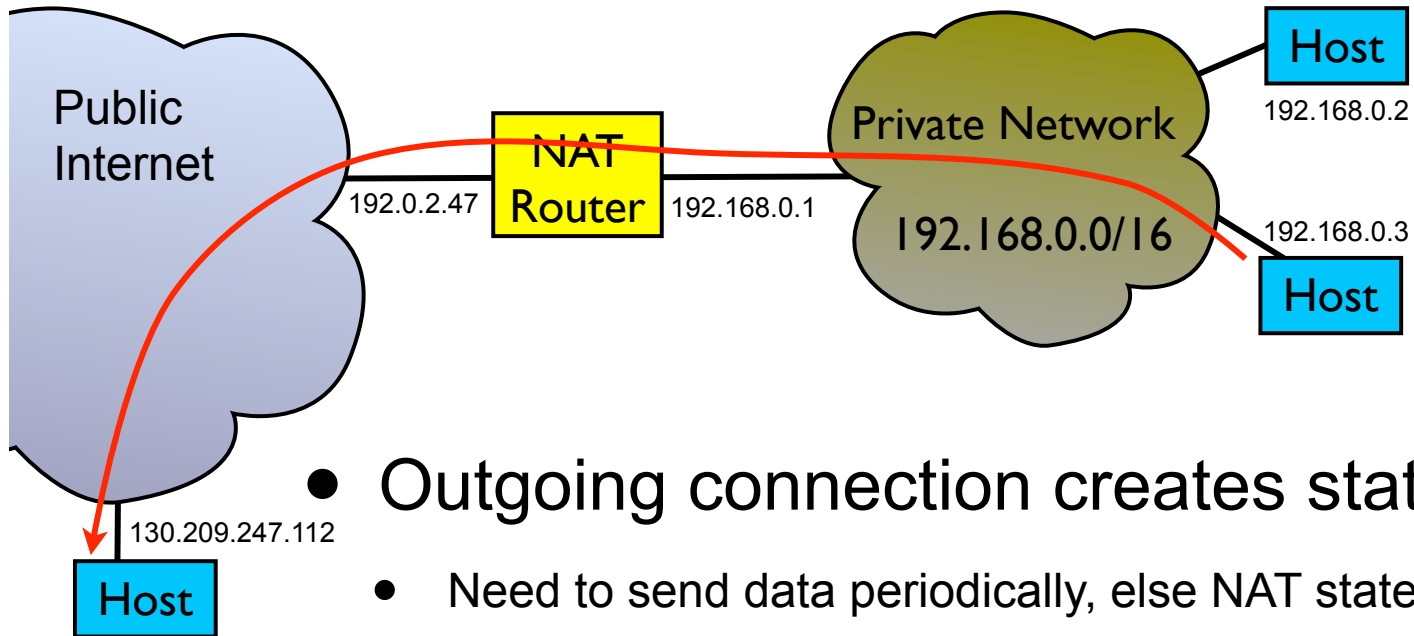 Public
Internet
NAT
Router
192.0.2.47
192.168.0.1
Private Network
192.168.0.0/16
Host
192.168.0.2
192.168.0.3
Host
130.209.247.112
Host
• Outgoing connection creates stat
• Need to send data periodically, else NAT state